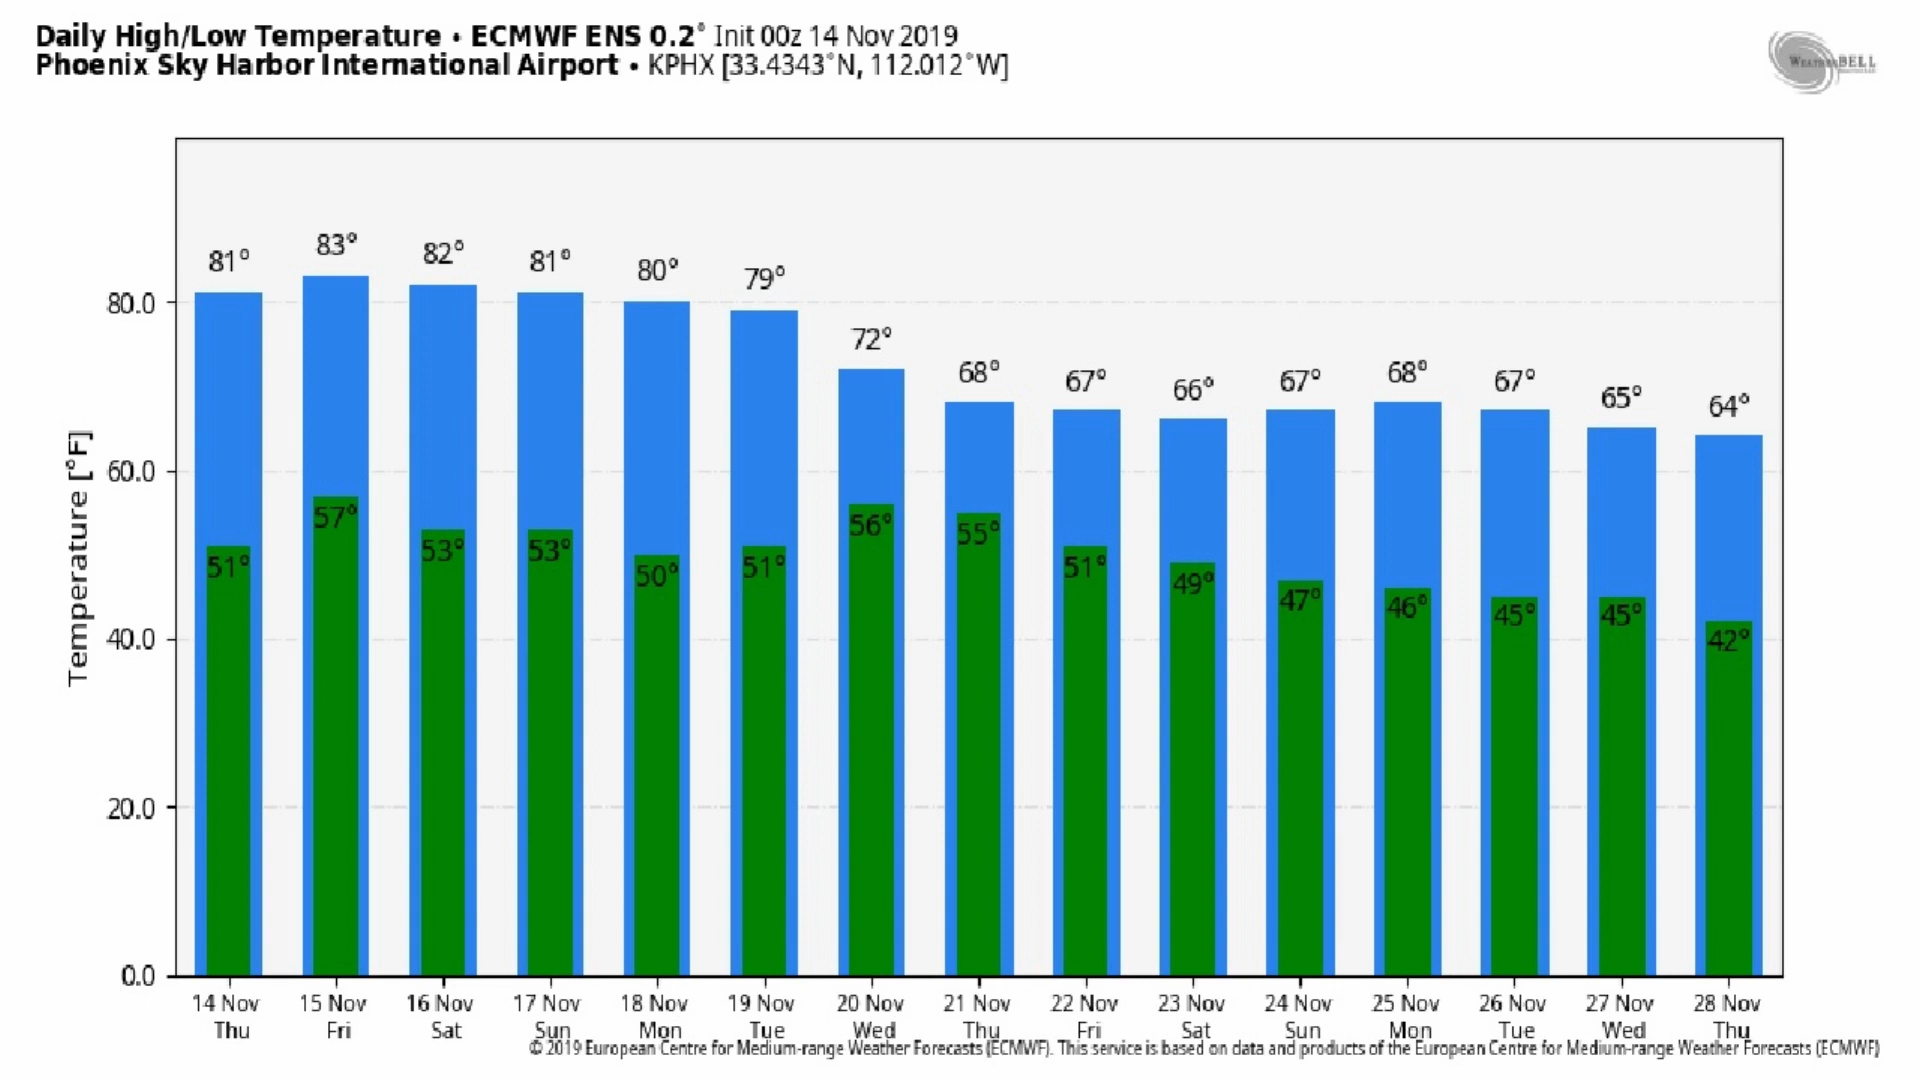 Daily High/Low Temperature • ECMWF ENS 0.2° Init 00z 14 Nov 2019
Phoenix Sky Harbor International Airport • KPHX [33.4343°N, 112.012°W]
WEATHERBELL
81° 83° 82° 81° 80° 79° 72° 68° 67° 66° 67° 68° 67° 65° 64°
51° 57° 53° 53° 50° 51° 56° 55° 51° 49° 47° 46° 45° 45° 42°
Temperature [°F]
80.0
60.0
40.0
20.0
0.0
14 Nov 15 Nov 16 Nov 17 Nov 18 Nov 19 Nov 20 Nov 21 Nov 22 Nov 23 Nov 24 Nov 25 Nov 26 Nov 27 Nov 28 Nov
Thu Fri Sat Sun Mon Tue Wed Thu Fri Sat Sun Mon Tue Wed Thu
© 2019 European Centre for Medium-range Weather Forecasts (ECMWF). This service is based on data and products of the European Centre for Medium-range Weather Forecasts (ECMWF)